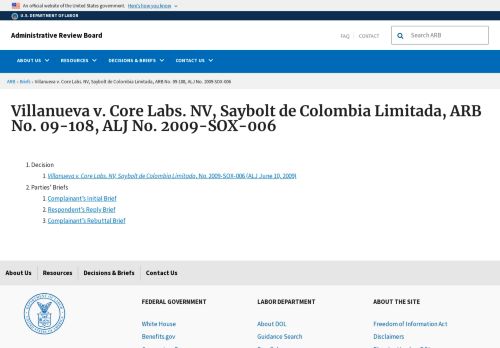 An official website of the United States government. Here's how you know
U.S. DEPARTMENT OF LABOR
Administrative Review Board
FAQ CONTACT
Search ARB
ABOUT US RESOURCES DECISIONS & BRIEFS CONTACT US
ARB › Briefs › Villanueva v. Core Labs. NV, Saybolt de Colombia Limitada, ARB No. 09-108, ALJ No. 2009-SOX-006
Villanueva v. Core Labs. NV, Saybolt de Colombia Limitada, ARB
No. 09-108, ALJ No. 2009-SOX-006
1. Decision
1. Villanueva v. Core Labs. NV, Saybolt de Colombia Limitada, No. 2009-SOX-006 (ALJ June 10, 2009)
2. Parties' Briefs
1. Complainant's Initial Brief
2. Respondent's Reply Brief
3. Complainant's Rebuttal Brief
About Us Resources Decisions & Briefs Contact Us
FEDERAL GOVERNMENT LABOR DEPARTMENT ABOUT THE SITE
White House About DOL Freedom of Information Act
Benefits.gov Guidance Search Disclaimers